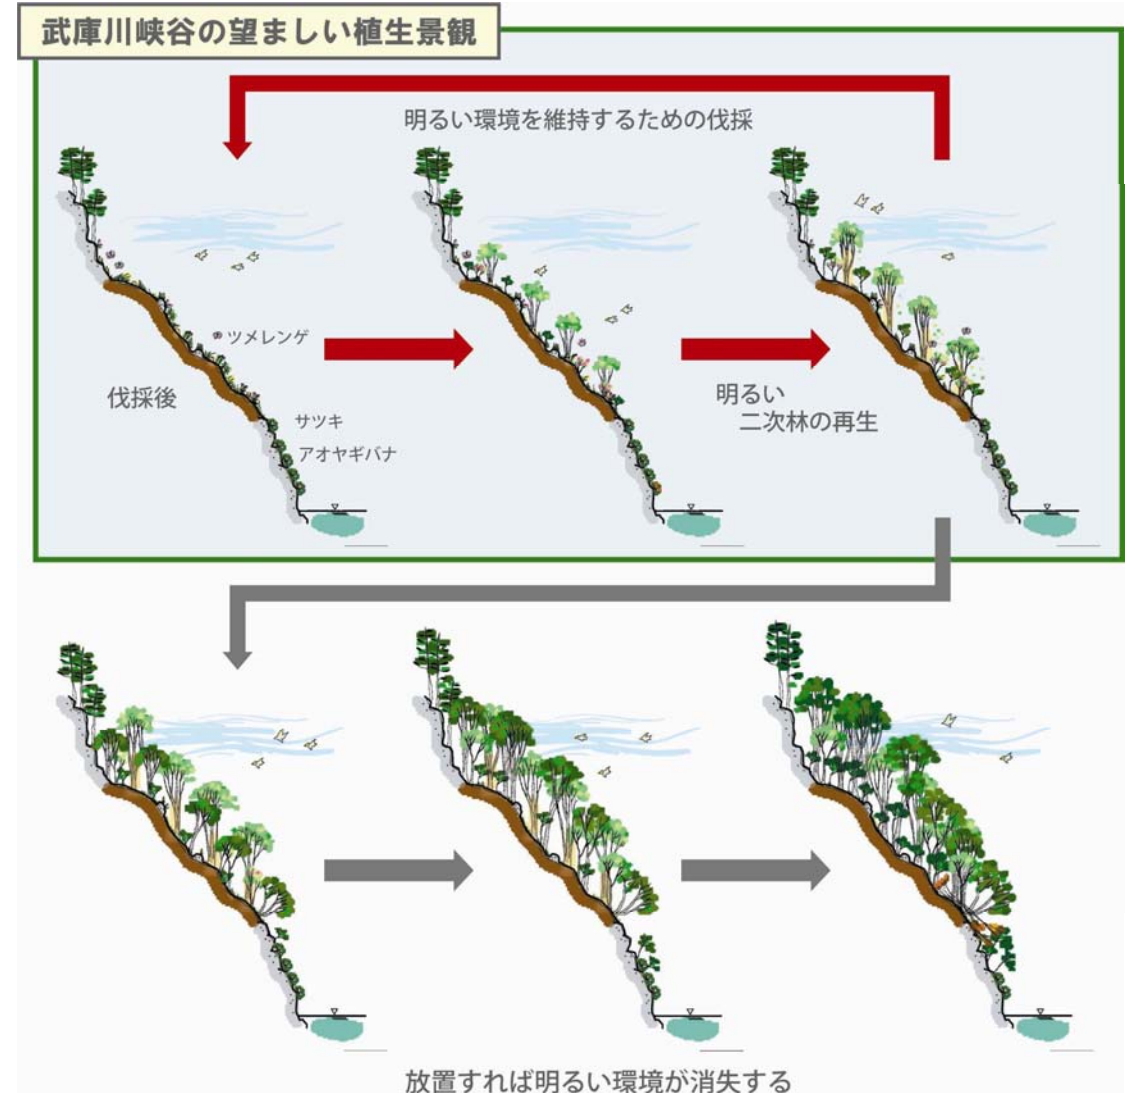 武庫川峡谷の望ましい植生景観
明るい環境を維持するための伐採
ツメレンゲ
伐採後
サツキ
アオヤギバナ
明るい
二次林の再生
放置すれば明るい環境が消失する